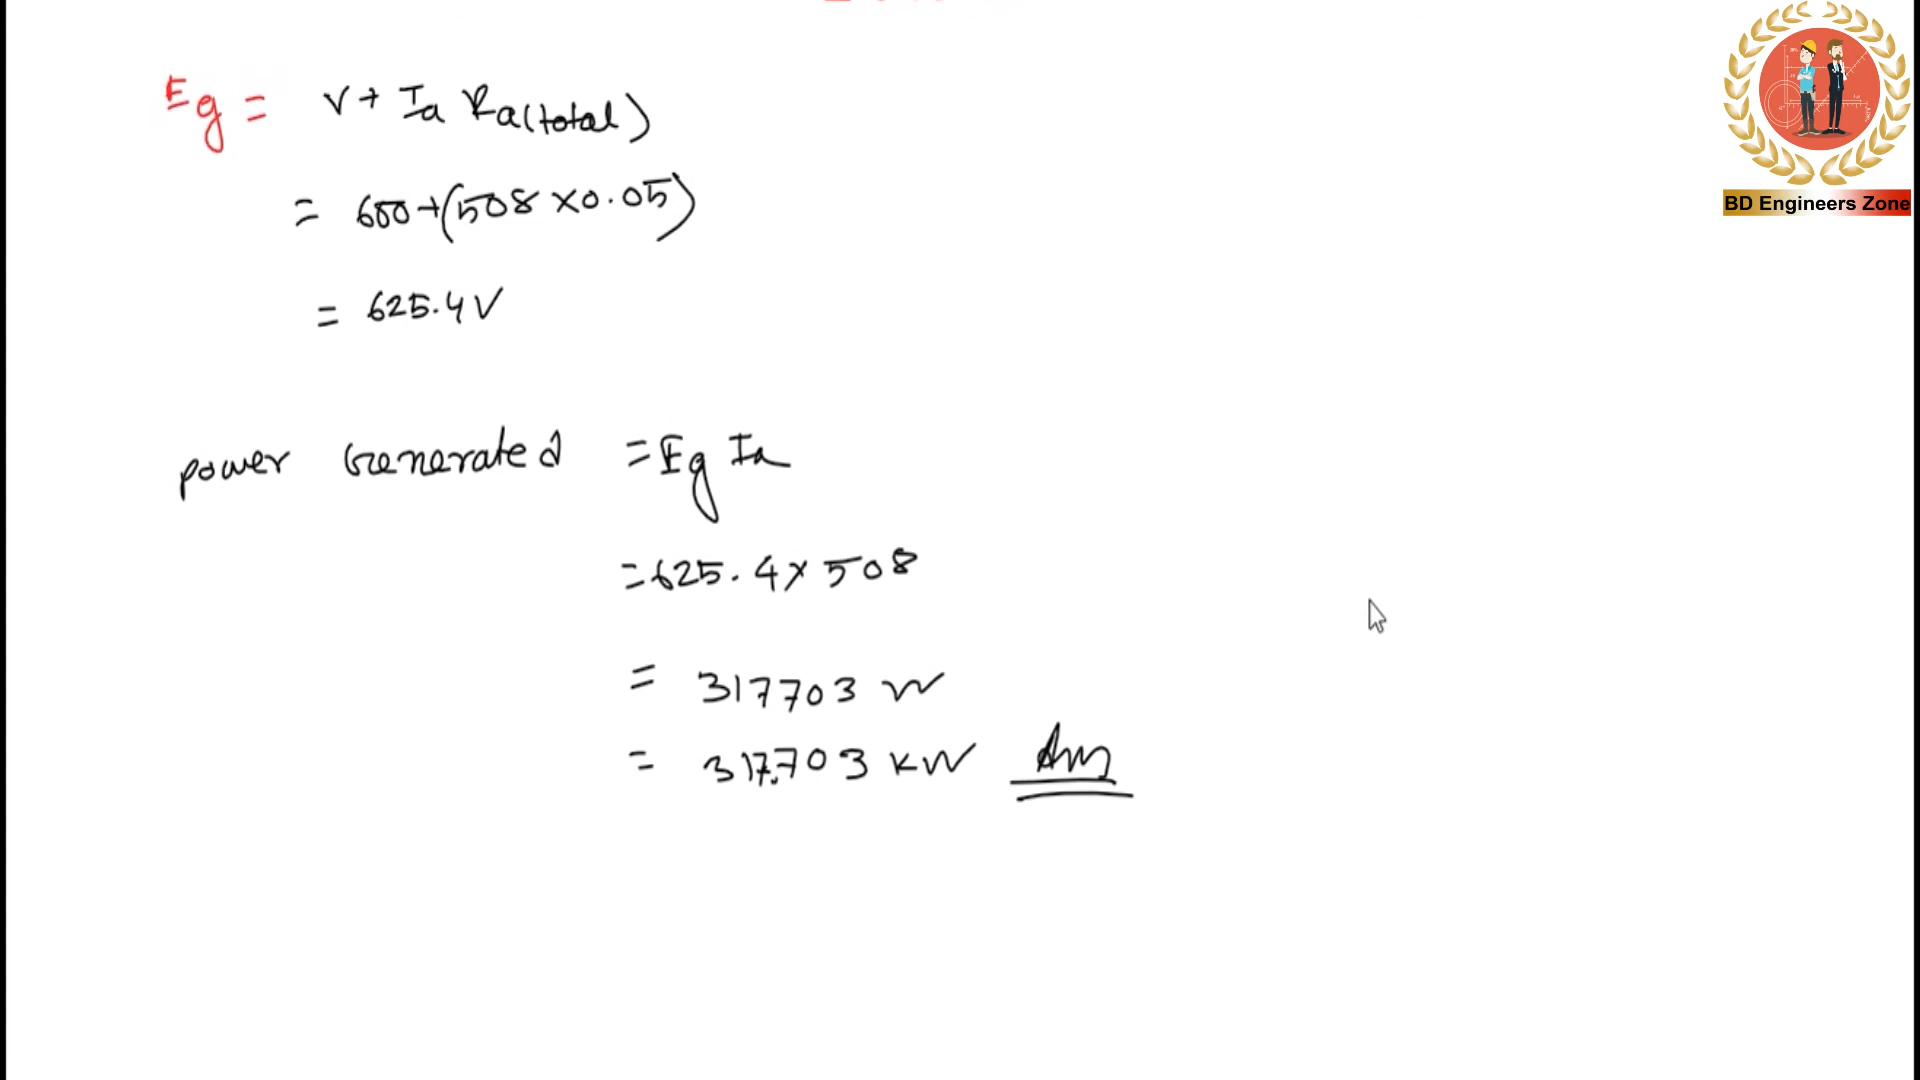 BD Engineers Zone
Eg = V + Ia Ra(total)
= 600+(508 ×0.05)
= 625.4V
power Generated = Eg Ia
= 625.4 × 508
= 317703 W
= 317.703 KW Ans